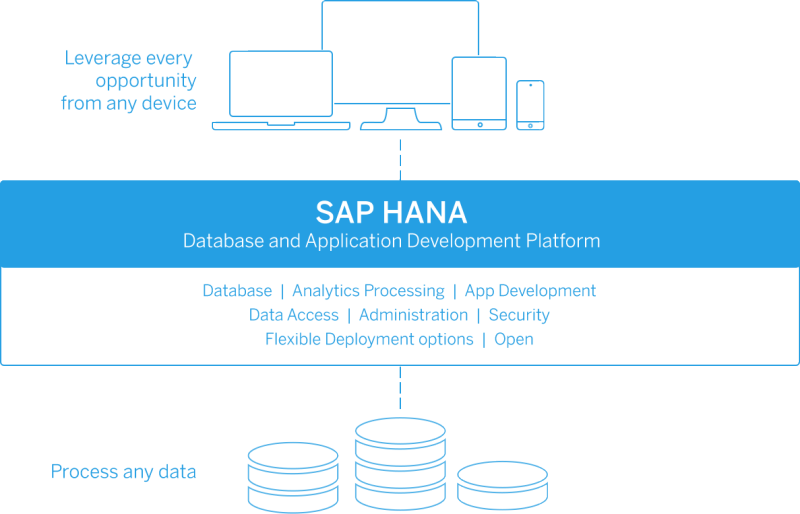 Leverage every
opportunity
from any device
SAP HANA
Database and Application Development Platform
Database | Analytics Processing | App Development
Data Access | Administration | Security
Flexible Deployment options | Open
Process any data